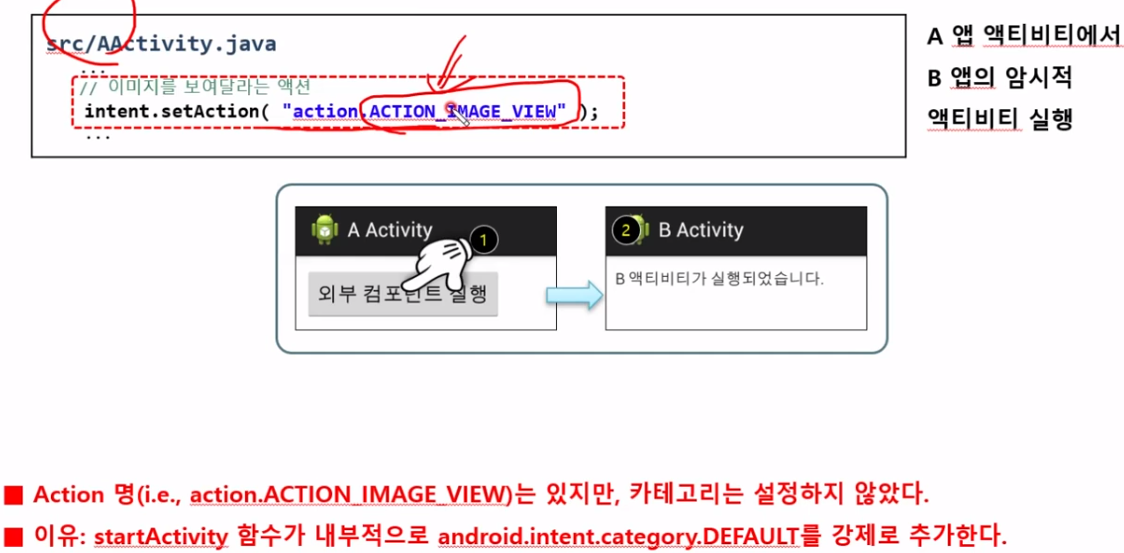 src/AActivity.java
...
// 이미지를 보여달라는 액션
intent.setAction( "action.ACTION_IMAGE_VIEW" );
...
A 앱 액티비티에서
B 앱의 암시적
액티비티 실행
A Activity
1
외부 컴포넌트 실행
2
B Activity
B 액티비티가 실행되었습니다.
■ Action 명(i.e., action.ACTION_IMAGE_VIEW)는 있지만, 카테고리는 설정하지 않았다.
■ 이유: startActivity 함수가 내부적으로 android.intent.category.DEFAULT를 강제로 추가한다.